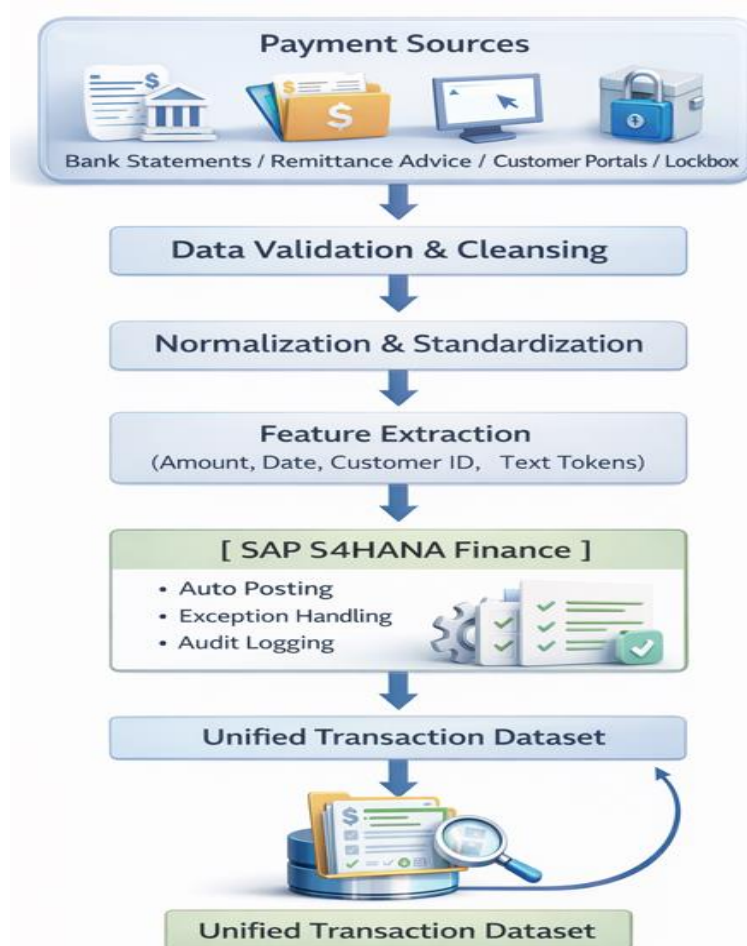 Payment Sources
Bank Statements / Remittance Advice / Customer Portals / Lockbox
Data Validation & Cleansing
Normalization & Standardization
Feature Extraction
(Amount, Date, Customer ID, Text Tokens)
[ SAP S4HANA Finance ]
• Auto Posting
• Exception Handling
• Audit Logging
Unified Transaction Dataset
Unified Transaction Dataset